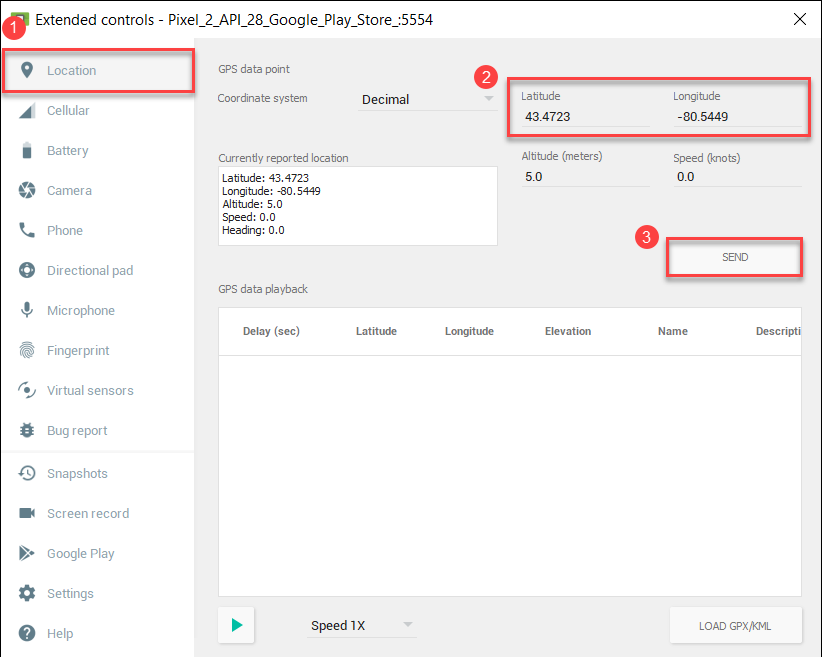 1
Extended controls - Pixel_2_API_28_Google_Play_Store_:5554
Location
Cellular
Battery
Camera
Phone
Directional pad
Microphone
Fingerprint
Virtual sensors
Bug report
Snapshots
Screen record
Google Play
Settings
Help
GPS data point
Coordinate system Decimal
2
Latitude Longitude
43.4723 -80.5449
Altitude (meters) Speed (knots)
5.0 0.0
Currently reported location
Latitude: 43.4723
Longitude: -80.5449
Altitude: 5.0
Speed: 0.0
Heading: 0.0
3
SEND
GPS data playback
Delay (sec) Latitude Longitude Elevation Name Descripti
Speed 1X
LOAD GPX/KML